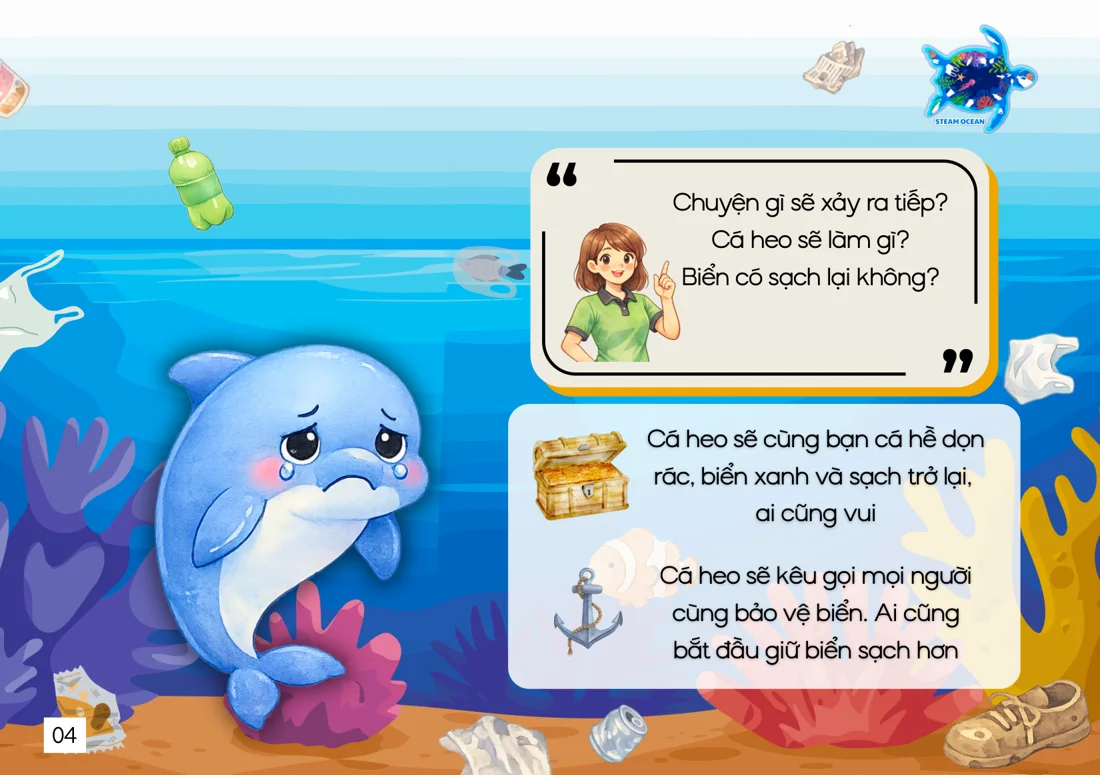 STEAM OCEAN
“
Chuyện gì sẽ xảy ra tiếp?
Cá heo sẽ làm gì?
Biển có sạch lại không?
”
Cá heo sẽ cùng bạn cá hề dọn
rác, biển xanh và sạch trở lại,
ai cũng vui
Cá heo sẽ kêu gọi mọi người
cùng bảo vệ biển. Ai cũng
bắt đầu giữ biển sạch hơn
04